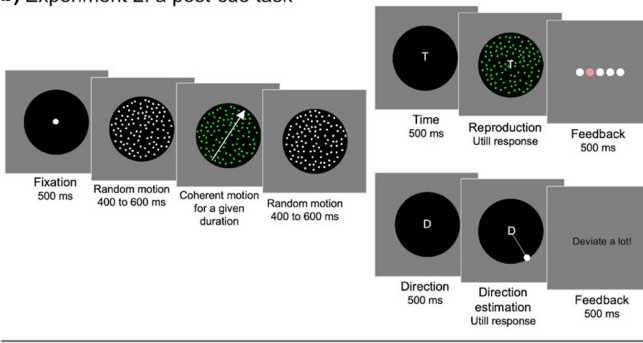 b) Experiment 2: a post-cue task
Fixation
500 ms
Random motion
400 to 600 ms
Coherent motion
for a given
duration
Random motion
400 to 600 ms
T
Time
500 ms
T
Reproduction
Utill response
Feedback
500 ms
D
Direction
500 ms
D
Direction
estimation
Utill response
Deviate a lot!
Feedback
500 ms